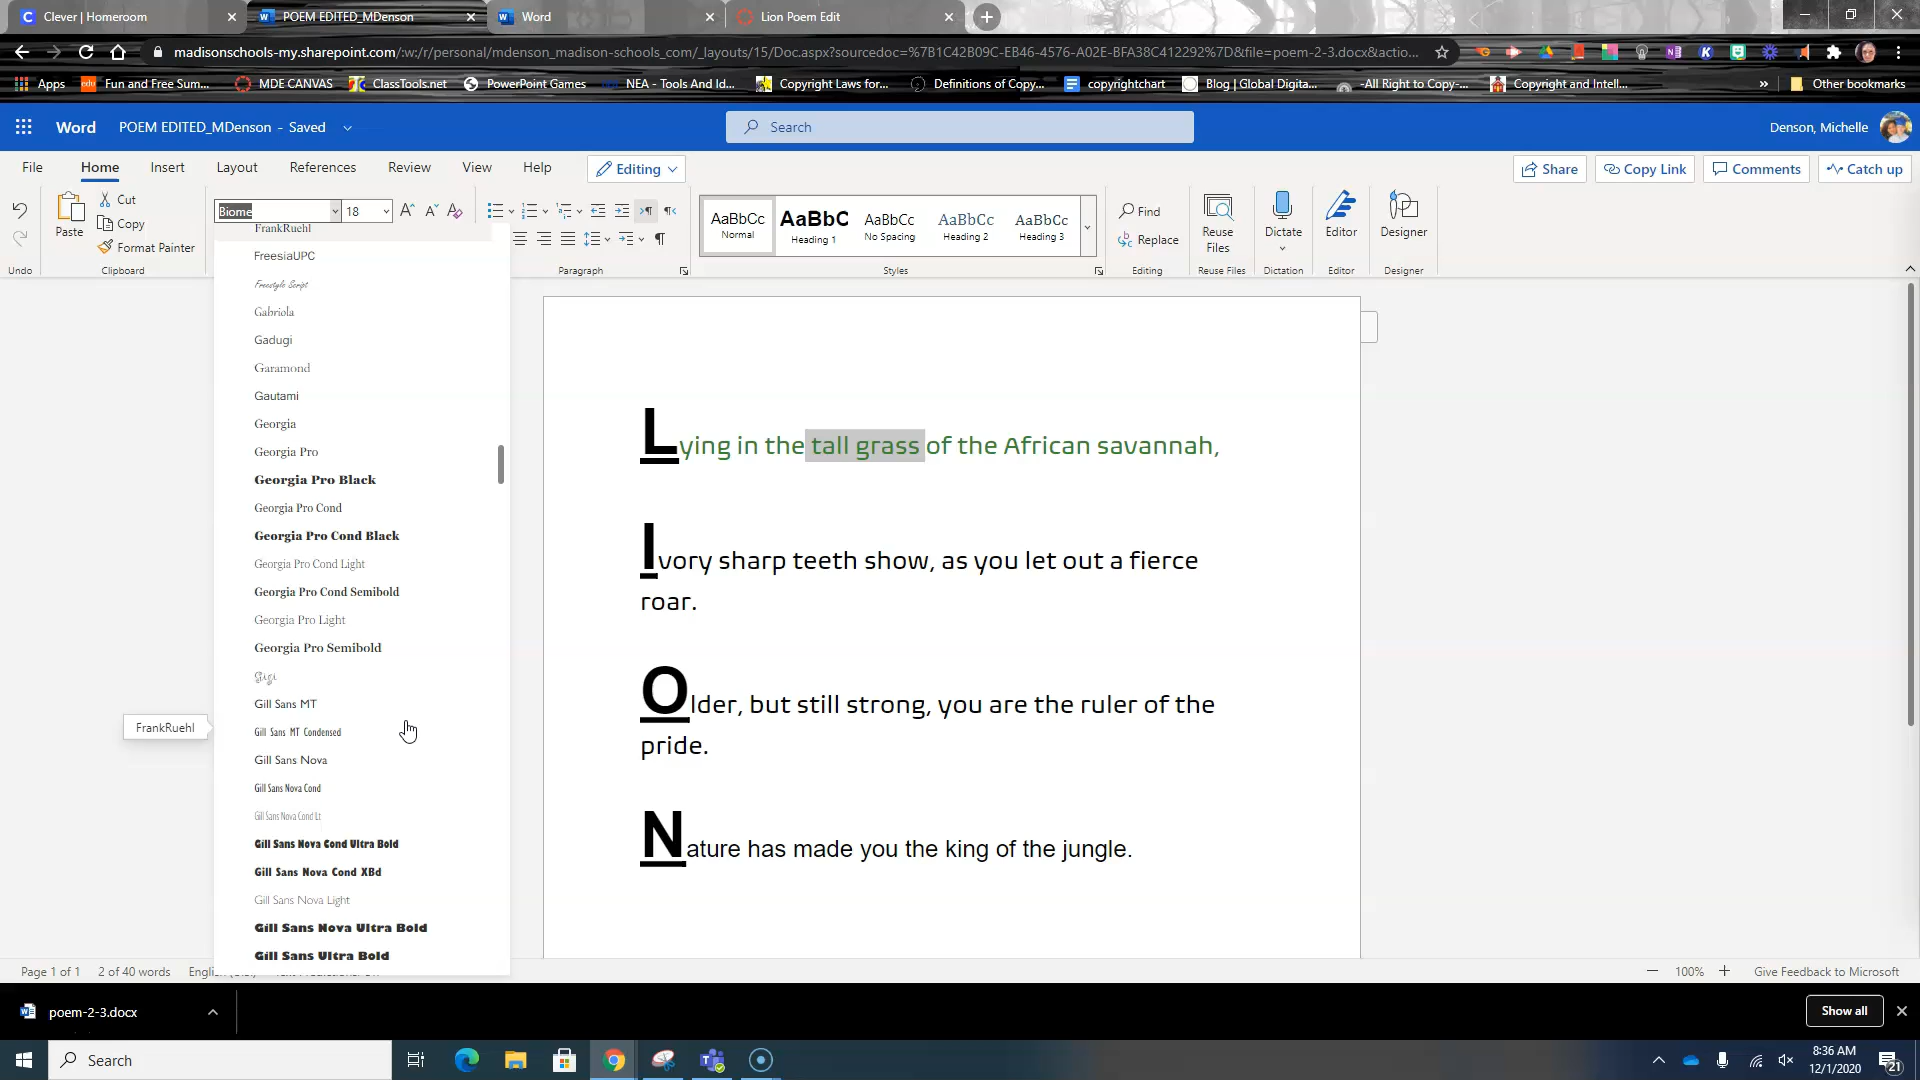 Clever | Homeroom
POEM EDITED_MDenson
Word
Lion Poem Edit
madisonschools-my.sharepoint.com/:w:/r/personal/mdenson_madison-schools_com/_layouts/15/Doc.aspx?sourcedoc=%7B1C42B09C-EB46-4576-A02E-BFA38C412292%7D&file=poem-2-3.docx&actio...
Apps
Fun and Free Sum...
MDE CANVAS
ClassTools.net
PowerPoint Games
NEA - Tools And Id...
Copyright Laws for...
Definitions of Copy...
copyrightchart
Blog | Global Digita...
-All Right to Copy-...
Copyright and Intell...
»
Other bookmarks
Word
POEM EDITED_MDenson - Saved
Search
Denson, Michelle
File
Home
Insert
Layout
References
Review
View
Help
Editing
Share
Copy Link
Comments
Catch up
Paste
Cut
Copy
Format Painter
Biome
18
AaBbCc
Normal
AaBbC
Heading 1
AaBbCc
No Spacing
AaBbCc
Heading 2
AaBbCc
Heading 3
Find
Replace
Reuse
Files
Dictate
Editor
Designer
Undo
Clipboard
Paragraph
Styles
Editing
Reuse Files
Dictation
Editor
Designer
FrankRuehl
FreesiaUPC
Freestyle Script
Gabriola
Gadugi
Garamond
Gautami
Georgia
Georgia Pro
Georgia Pro Black
Georgia Pro Cond
Georgia Pro Cond Black
Georgia Pro Cond Light
Georgia Pro Cond Semibold
Georgia Pro Light
Georgia Pro Semibold
Gigi
Gill Sans MT
Gill Sans MT Condensed
Gill Sans Nova
Gill Sans Nova Cond
Gill Sans Nova Cond Lt
Gill Sans Nova Cond Ultra Bold
Gill Sans Nova Cond XBd
Gill Sans Nova Light
Gill Sans Nova Ultra Bold
Gill Sans Ultra Bold
FrankRuehl
Lying in the tall grass of the African savannah,
Ivory sharp teeth show, as you let out a fierce
roar.
Older, but still strong, you are the ruler of the
pride.
Nature has made you the king of the jungle.
Page 1 of 1
2 of 40 words
100%
Give Feedback to Microsoft
poem-2-3.docx
Show all
Search
8:36 AM
12/1/2020
21